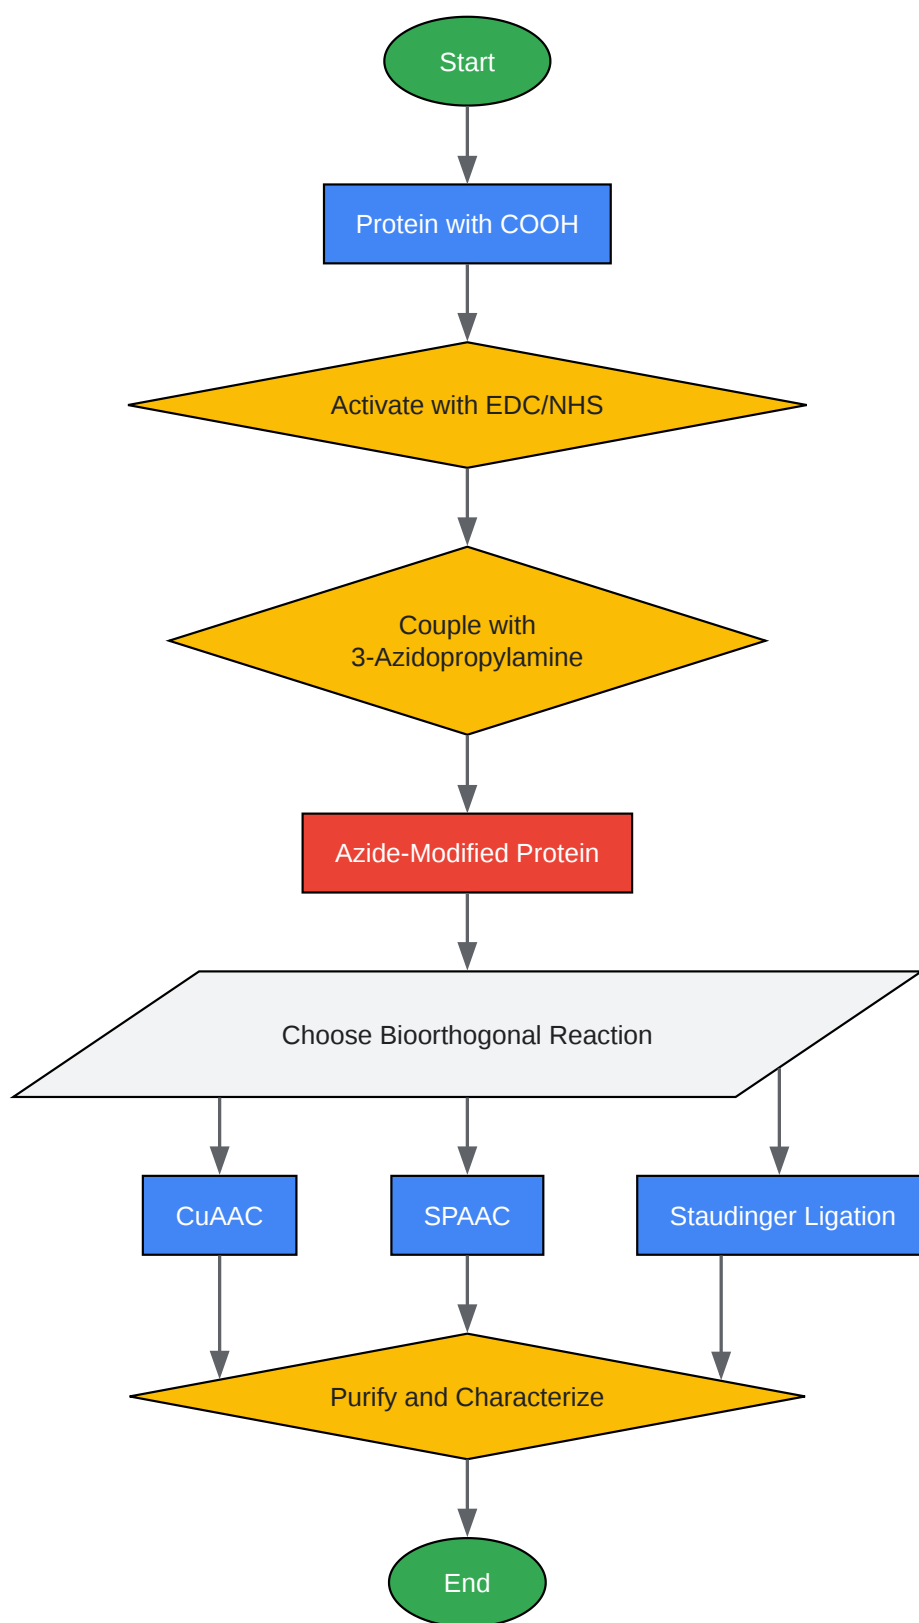 Start
Protein with COOH
Activate with EDC/NHS
Couple with
3-Azidopropylamine
Azide-Modified Protein
Choose Bioorthogonal Reaction
CuAAC
SPAAC
Staudinger Ligation
Purify and Characterize
End